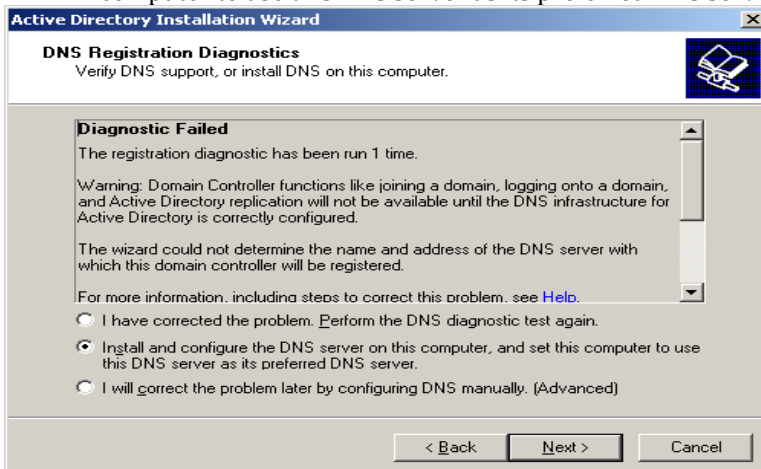 Active Directory Installation Wizard
DNS Registration Diagnostics
Verify DNS support, or install DNS on this computer.
Diagnostic Failed
The registration diagnostic has been run 1 time.
Warning: Domain Controller functions like joining a domain, logging onto a domain,
and Active Directory replication will not be available until the DNS infrastructure for
Active Directory is correctly configured.
The wizard could not determine the name and address of the DNS server with
which this domain controller will be registered.
For more information, including steps to correct this problem, see Help.
I have corrected the problem. Perform the DNS diagnostic test again.
Install and configure the DNS server on this computer, and set this computer to use
this DNS server as its preferred DNS server.
I will correct the problem later by configuring DNS manually. (Advanced)
< Back
Next >
Cancel